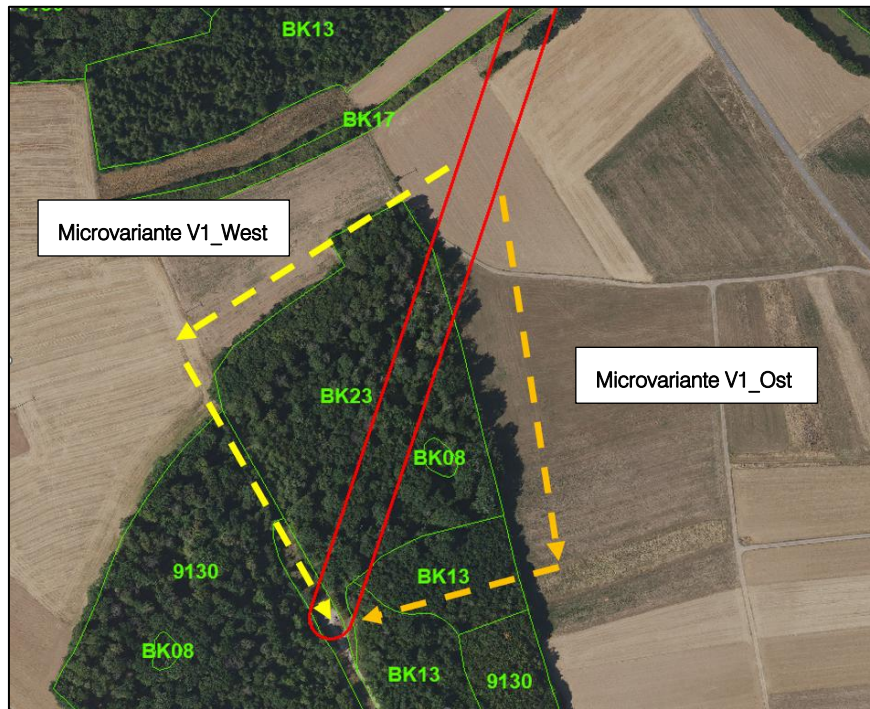 BK13
BK17
Microvariante V1_West
Microvariante V1_Ost
BK23
BK08
9130
BK13
BK08
BK13
9130